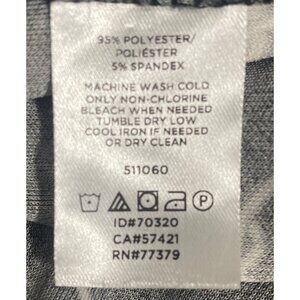 95% POLYESTER/
POLIÉSTER
5% SPANDEX
MACHINE WASH COLD
ONLY NON-CHLORINE
BLEACH WHEN NEEDED
TUMBLE DRY LOW
COOL IRON IF NEEDED
OR DRY CLEAN
511060
P
ID#70320
CA#57421
RN#77379